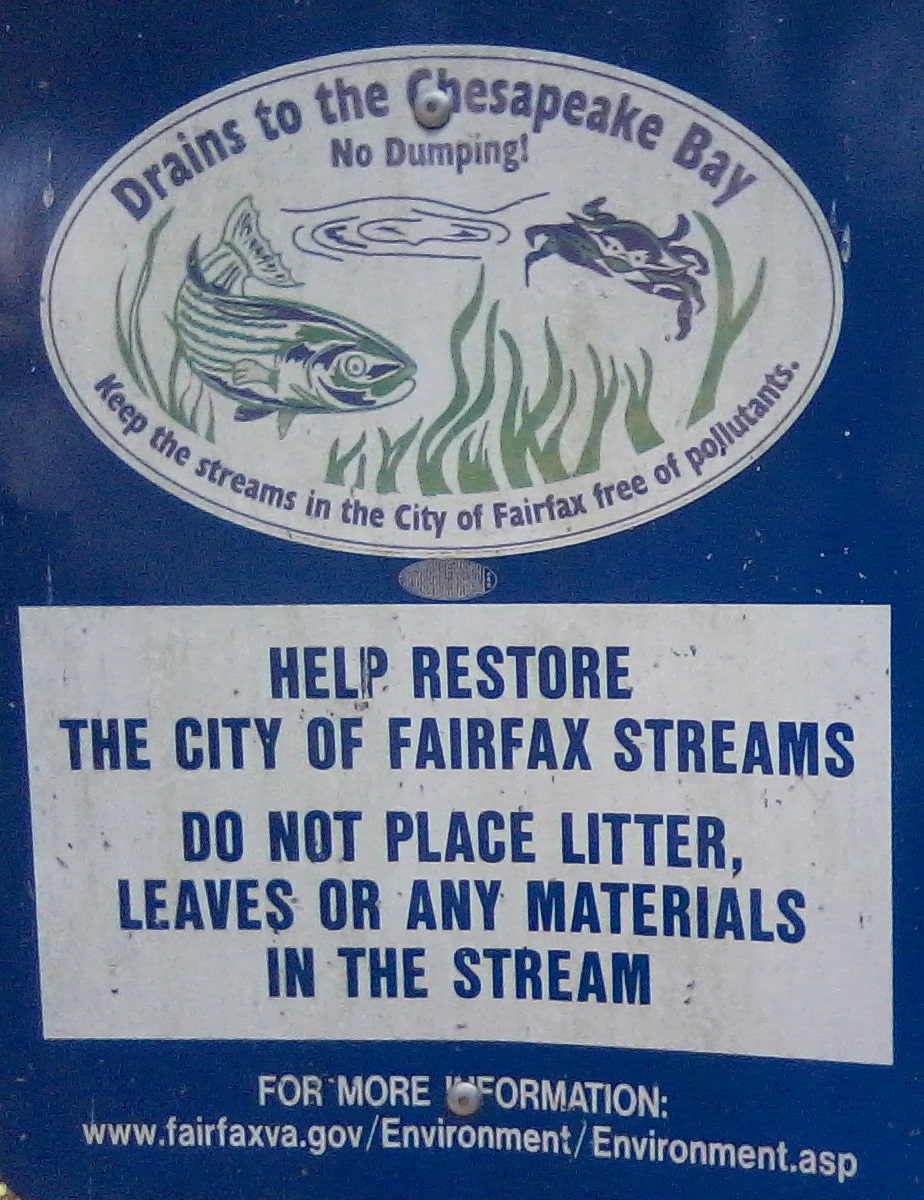 Drains to the Chesapeake Bay
No Dumping!
Keep the streams in the City of Fairfax free of pollutants.
HELP RESTORE
THE CITY OF FAIRFAX STREAMS
DO NOT PLACE LITTER,
LEAVES OR ANY MATERIALS
IN THE STREAM
FOR MORE INFORMATION:
www.fairfaxva.gov/Environment/Environment.asp